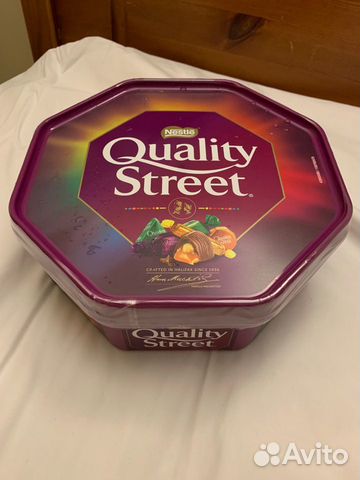 Nestlé
Quality
Street®
CRAFTED IN HALIFAX SINCE 1936
Quality
Street
Avito